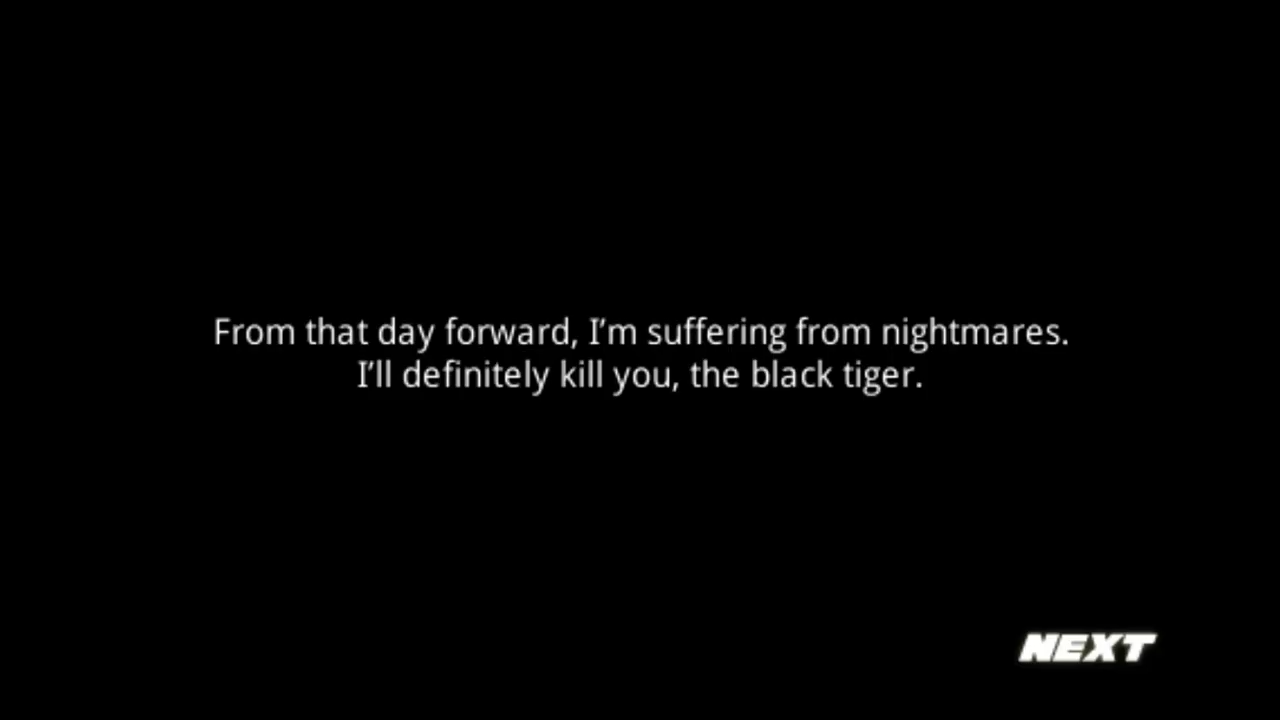 From that day forward, I’m suffering from nightmares.
I’ll definitely kill you, the black tiger.
NEXT